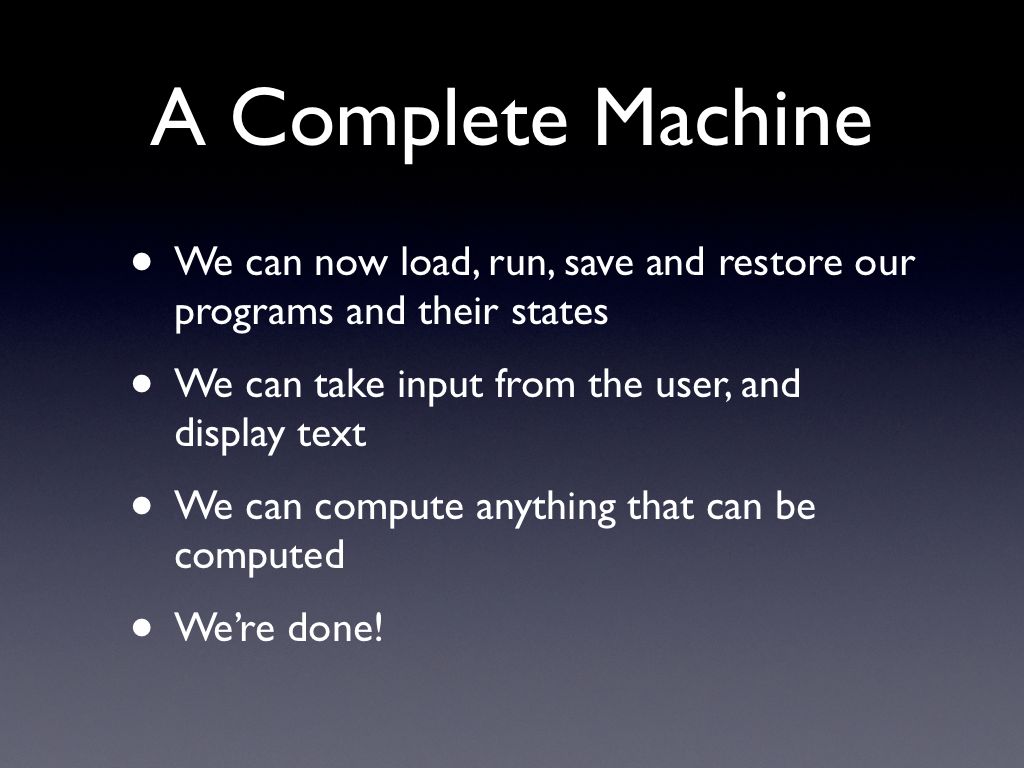 A Complete Machine
• We can now load, run, save and restore our
programs and their states
• We can take input from the user, and
display text
• We can compute anything that can be
computed
• We’re done!